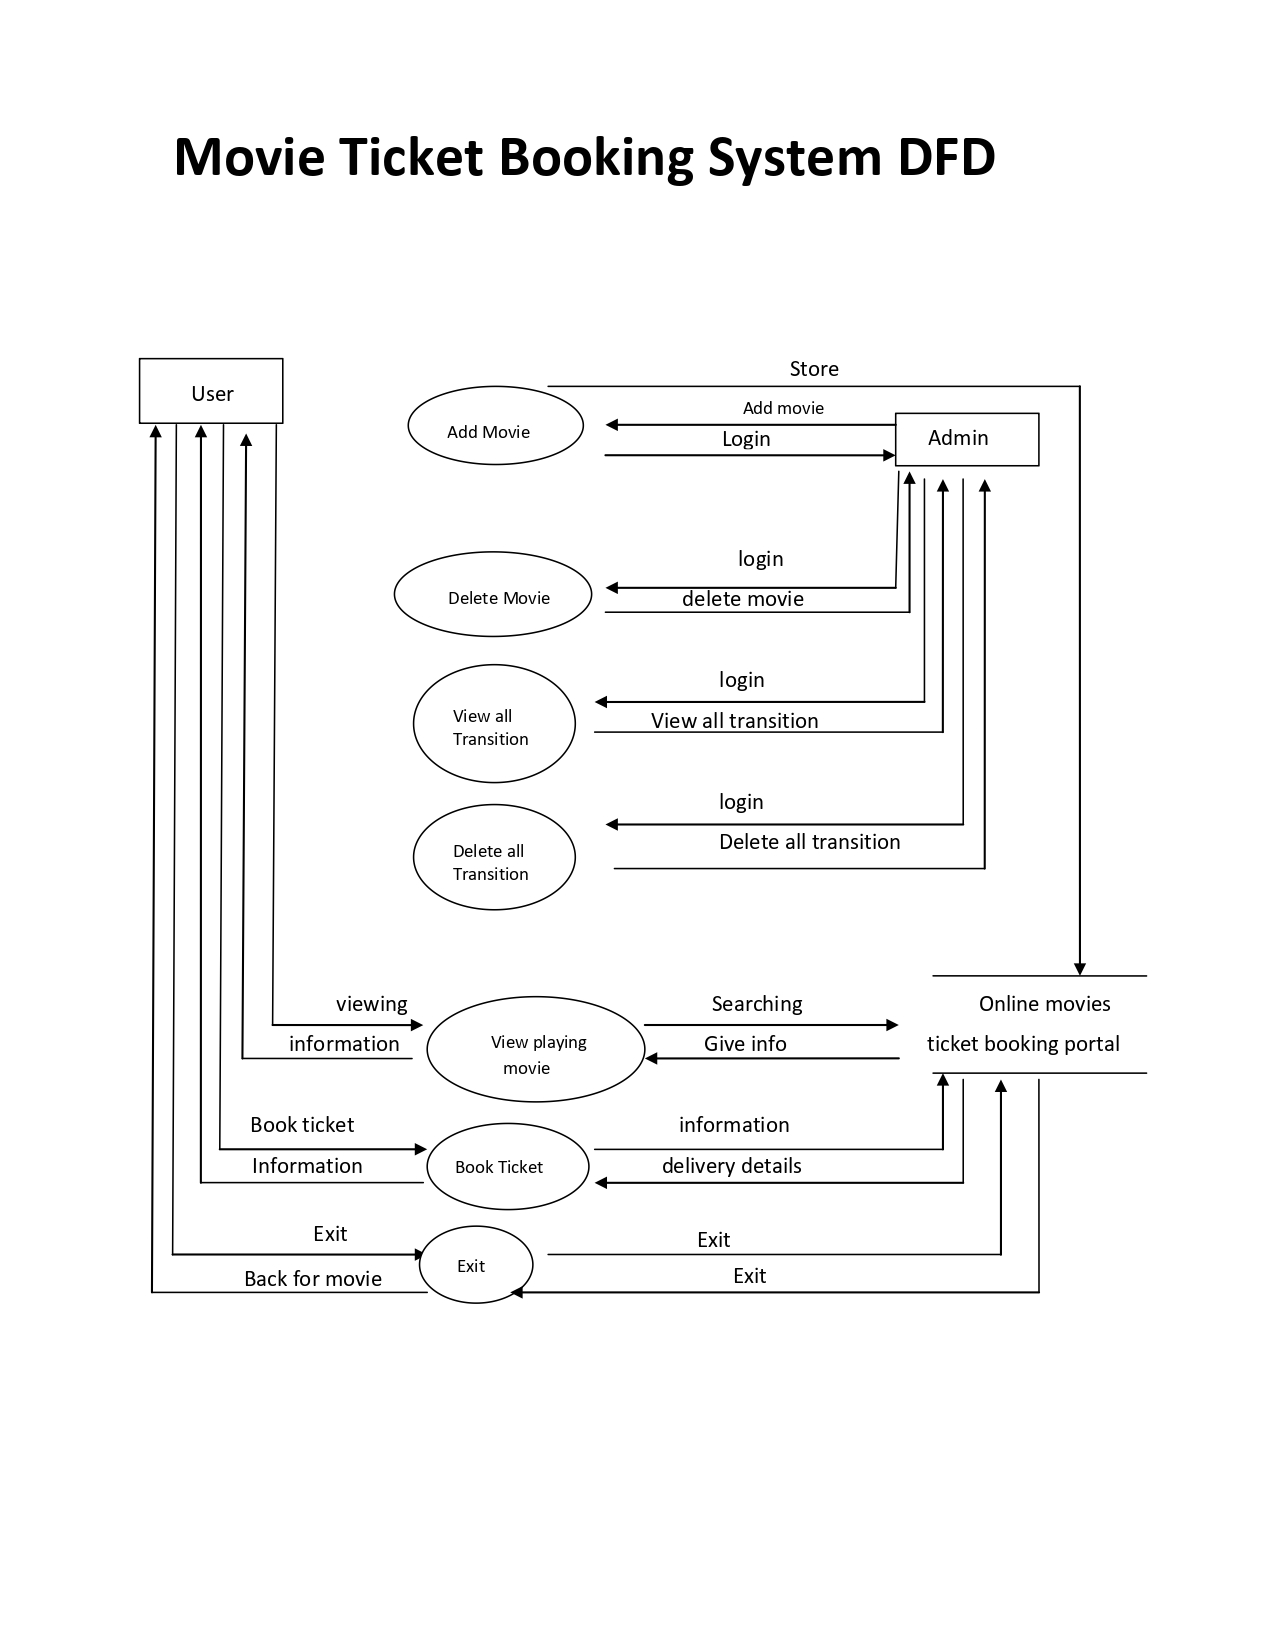 Movie Ticket Booking System DFD
Store
User
Add movie
Add Movie
Login
Admin
login
Delete Movie
delete movie
login
View all
Transition
View all transition
login
Delete all
Transition
Delete all transition
viewing
Searching
Online movies
information
View playing
movie
Give info
ticket booking portal
Book ticket
information
Information
Book Ticket
delivery details
Exit
Exit
Exit
Back for movie
Exit